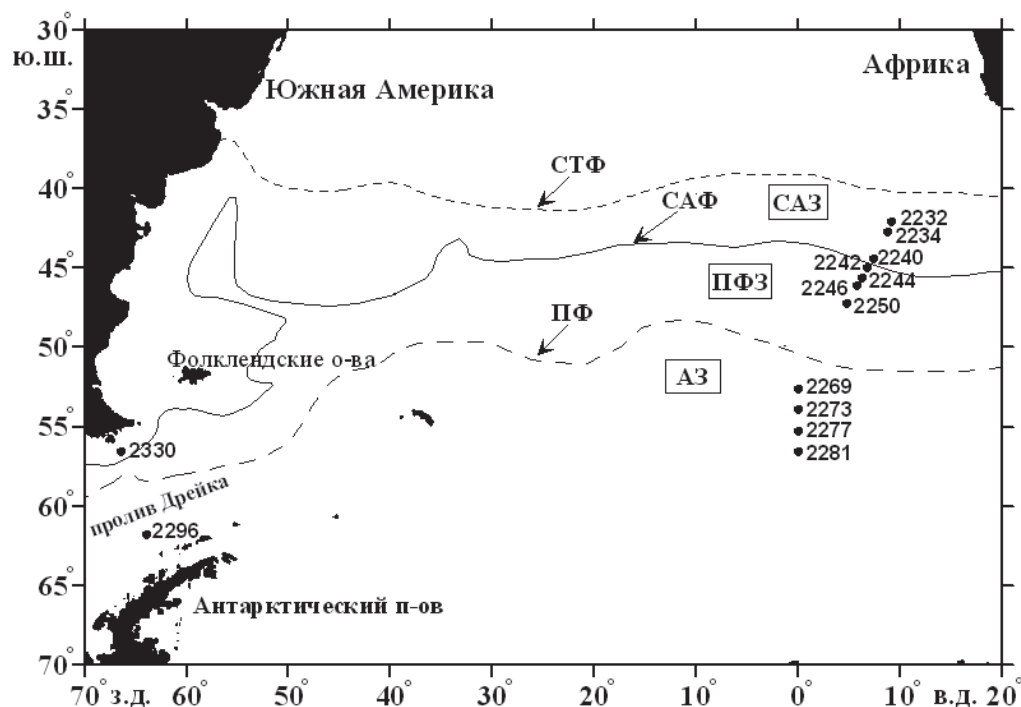 30°
ю.ш.
35°
40°
45°
50°
55°
60°
65°
70°
Южная Америка
Африка
СТФ
САФ
САЗ
2232
2234
2240
2242
2244
2246
2250
ПФЗ
ПФ
АЗ
Фолклендские о-ва
2269
2273
2277
2281
2330
пролив Дрейка
2296
Антарктический п-ов
70° з.д. 60° 50° 40° 30° 20° 10° 0° 10° в.д. 20°